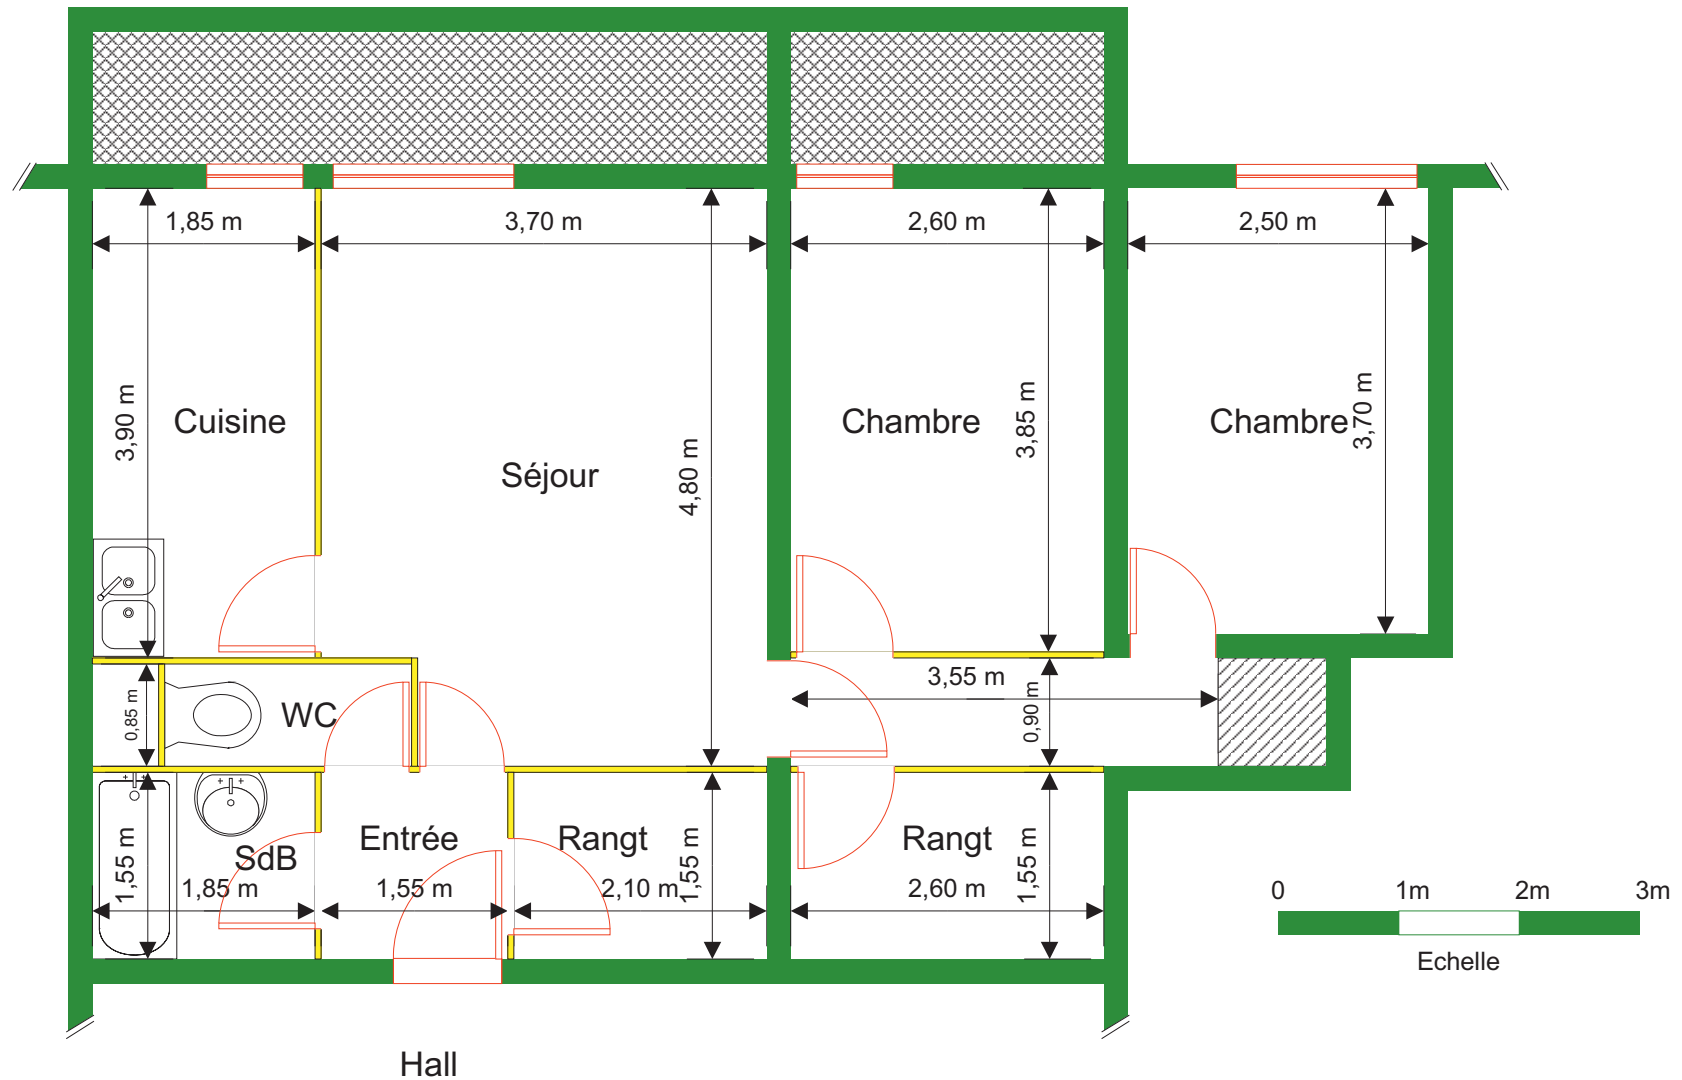 1,85 m
3,70 m
2,60 m
2,50 m
3,90 m
Cuisine
Séjour
4,80 m
Chambre
3,85 m
Chambre
3,70 m
0,85 m
WC
3,55 m
0,90 m
1,55 m
SdB
1,85 m
Entrée
1,55 m
Rangt
2,10 m
1,55 m
Rangt
2,60 m
1,55 m
0 1m 2m 3m
Echelle
Hall